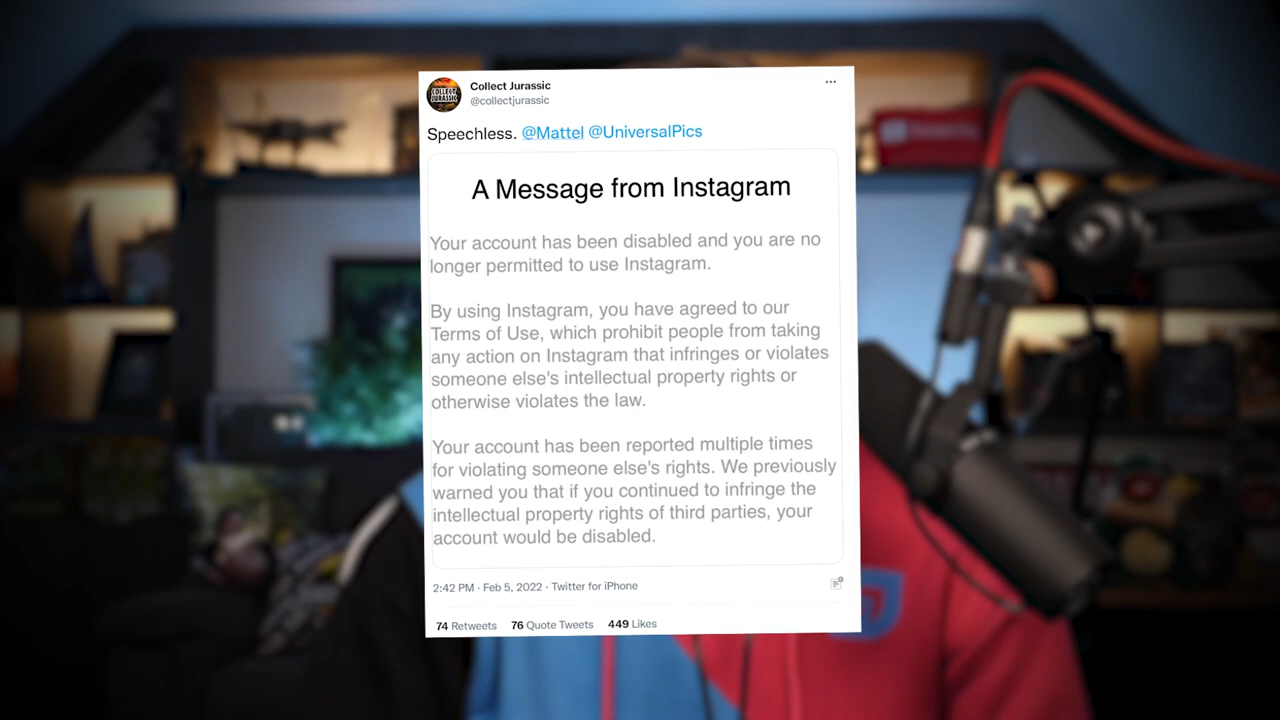 COLLECT
JURASSIC
Collect Jurassic
@collectjurassic
Speechless. @Mattel @UniversalPics
A Message from Instagram
Your account has been disabled and you are no
longer permitted to use Instagram.
By using Instagram, you have agreed to our
Terms of Use, which prohibit people from taking
any action on Instagram that infringes or violates
someone else's intellectual property rights or
otherwise violates the law.
Your account has been reported multiple times
for violating someone else's rights. We previously
warned you that if you continued to infringe the
intellectual property rights of third parties, your
account would be disabled.
2:42 PM · Feb 5, 2022 · Twitter for iPhone
74 Retweets 76 Quote Tweets 449 Likes